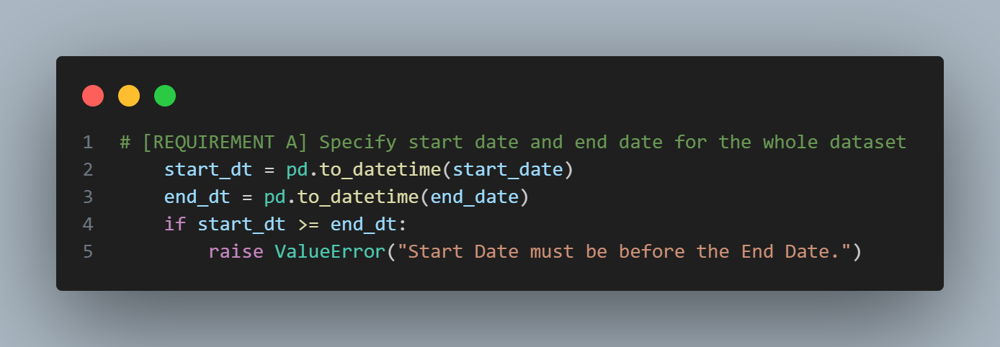 1 # [REQUIREMENT A] Specify start date and end date for the whole dataset
2     start_dt = pd.to_datetime(start_date)
3     end_dt = pd.to_datetime(end_date)
4     if start_dt >= end_dt:
5         raise ValueError("Start Date must be before the End Date.")